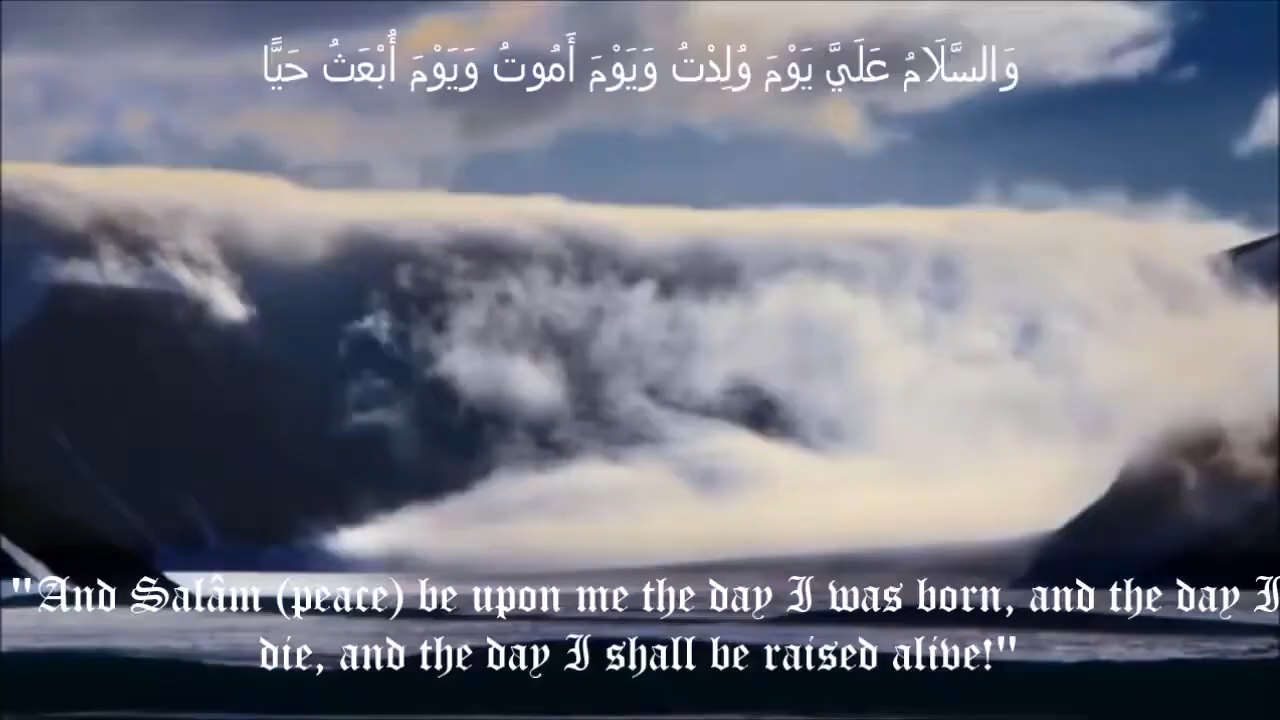 وَالسَّلَامُ عَلَيَّ يَوْمَ وُلِدْتُ وَيَوْمَ أَمُوتُ وَيَوْمَ أُبْعَثُ حَيًّا
"And Salâm (peace) be upon me the day I was born, and the day I
die, and the day I shall be raised alive!"